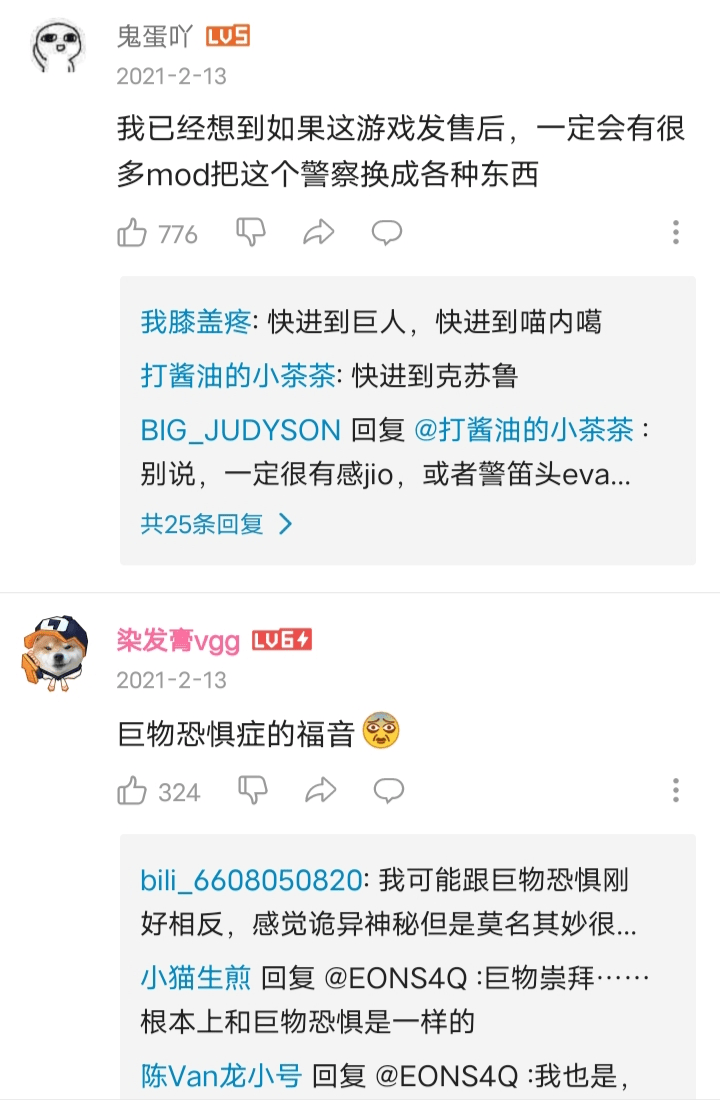 鬼蛋吖 LV5
2021-2-13
我已经想到如果这游戏发售后，一定会有很
多mod把这个警察换成各种东西
776
我膝盖疼: 快进到巨人，快进到喵内噶
打酱油的小茶茶: 快进到克苏鲁
BIG_JUDYSON 回复 @打酱油的小茶茶 :
别说，一定很有感jio，或者警笛头eva...
共25条回复
染发膏vgg LV6
2021-2-13
巨物恐惧症的福音
324
bili_6608050820: 我可能跟巨物恐惧刚
好相反，感觉诡异神秘但是莫名其妙很...
小猫生煎 回复 @EONS4Q :巨物崇拜……
根本上和巨物恐惧是一样的
陈Van龙小号 回复 @EONS4Q :我也是，